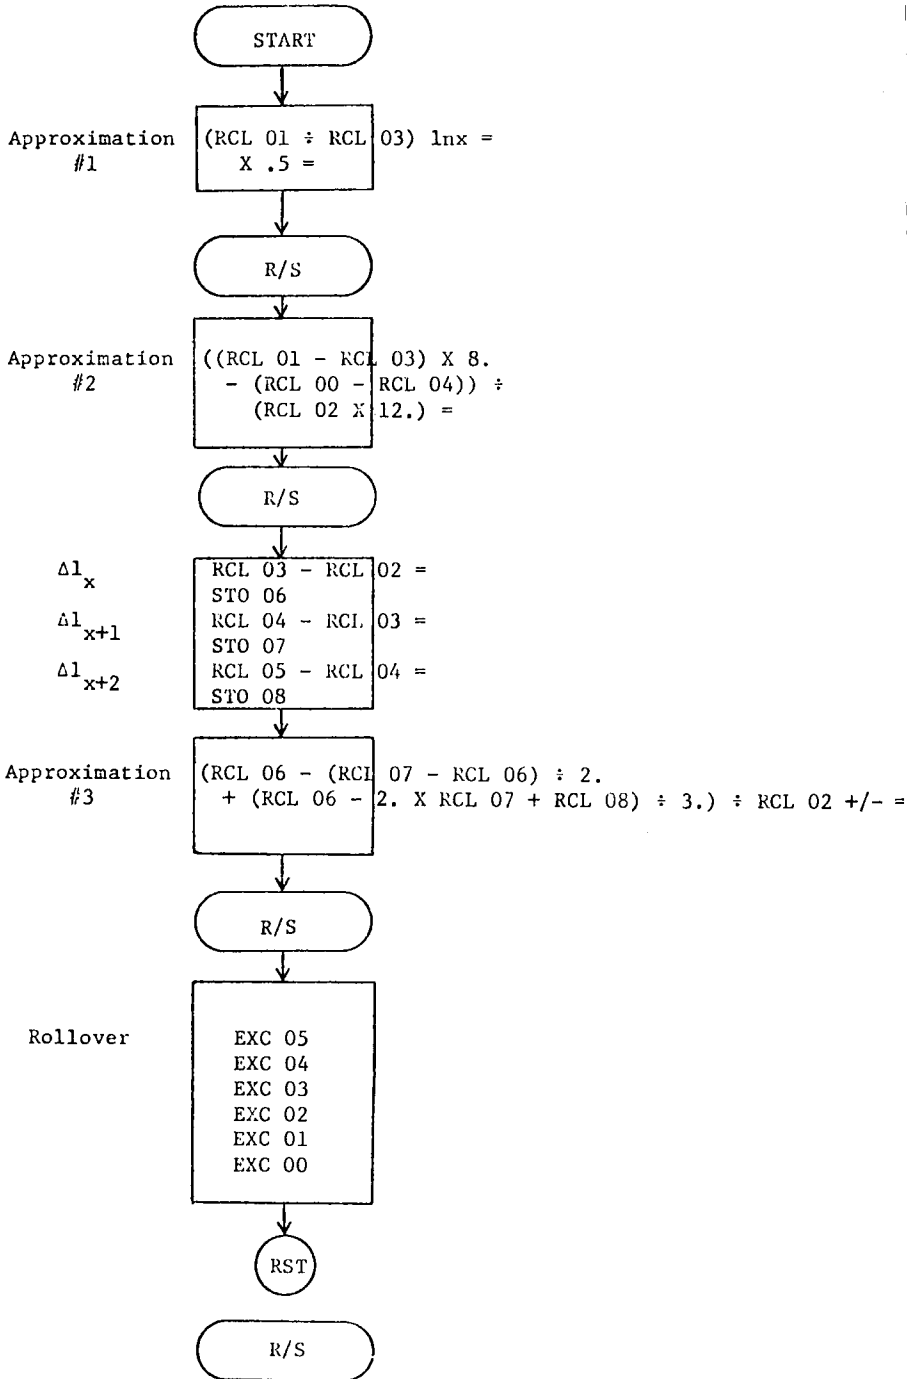 START
Approximation
#1
(RCL 01 ÷ RCL 03) lnx =
X .5 =
R/S
Approximation
#2
((RCL 01 - RCL 03) X 8.
- (RCL 00 - RCL 04)) ÷
(RCL 02 X 12.) =
R/S
Δl_x
RCL 03 - RCL 02 =
STO 06
Δl_x+1
RCL 04 - RCL 03 =
STO 07
Δl_x+2
RCL 05 - RCL 04 =
STO 08
Approximation
#3
(RCL 06 - (RCL 07 - RCL 06) ÷ 2.
+ (RCL 06 - 2. X RCL 07 + RCL 08) ÷ 3.) ÷ RCL 02 +/- =
R/S
Rollover
EXC 05
EXC 04
EXC 03
EXC 02
EXC 01
EXC 00
RST
R/S